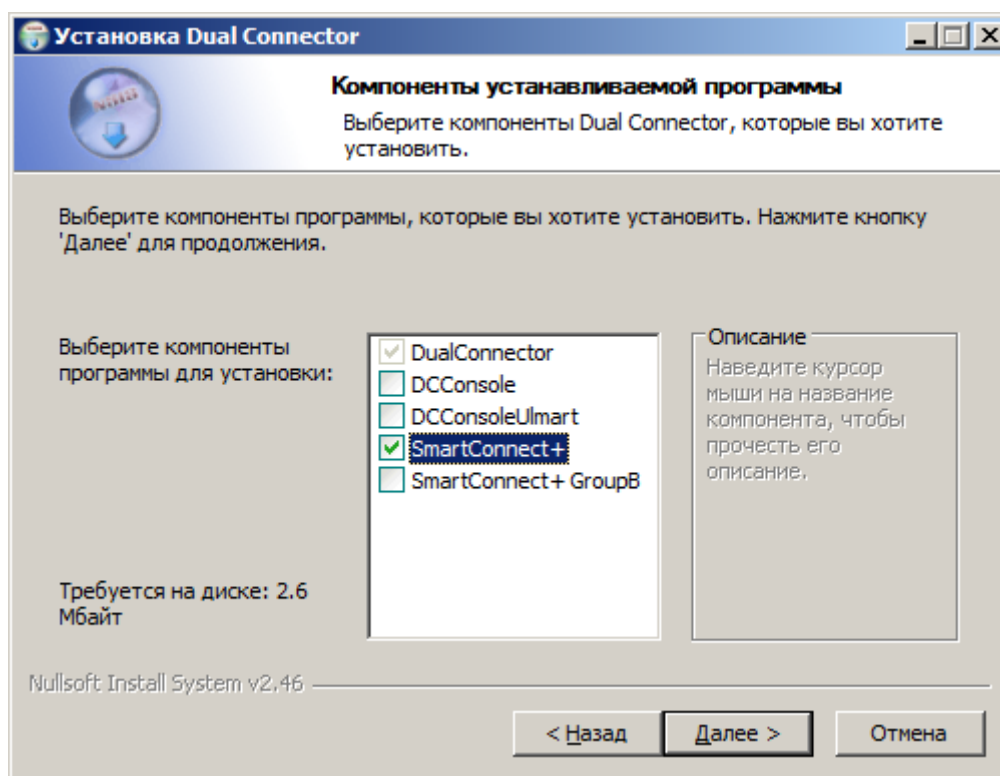 Установка Dual Connector
Компоненты устанавливаемой программы
Выберите компоненты Dual Connector, которые вы хотите
установить.
Выберите компоненты программы, которые вы хотите установить. Нажмите кнопку
'Далее' для продолжения.
Выберите компоненты
программы для установки:
DualConnector
DCConsole
DCConsoleUlmart
SmartConnect+
SmartConnect+ GroupB
Описание
Наведите курсор
мыши на название
компонента, чтобы
прочесть его
описание.
Требуется на диске: 2.6
Мбайт
Nullsoft Install System v2.46
< Назад
Далее >
Отмена